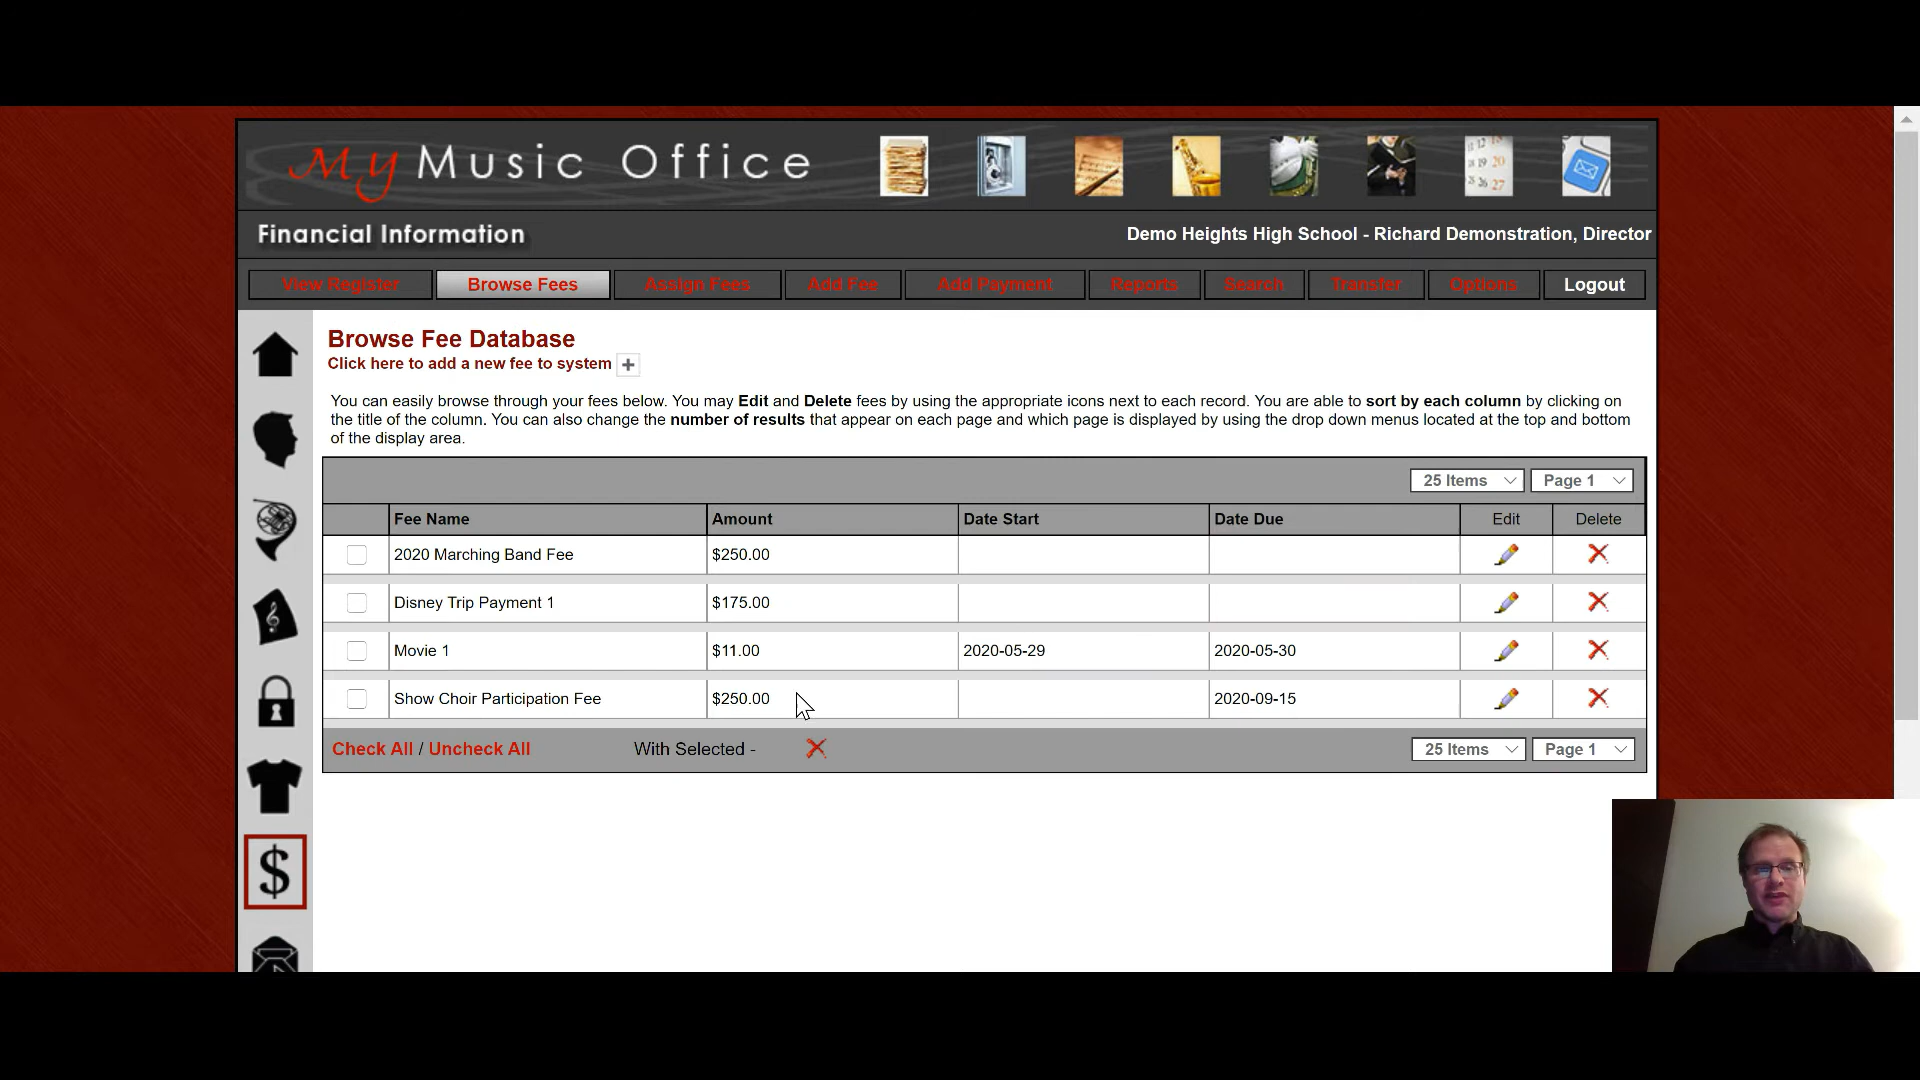 My Music Office
Financial Information
Demo Heights High School - Richard Demonstration, Director
View Register
Browse Fees
Assign Fees
Add Fee
Add Payment
Reports
Search
Transfer
Options
Logout
Browse Fee Database
Click here to add a new fee to system +
You can easily browse through your fees below. You may Edit and Delete fees by using the appropriate icons next to each record. You are able to sort by each column by clicking on
the title of the column. You can also change the number of results that appear on each page and which page is displayed by using the drop down menus located at the top and bottom
of the display area.
25 Items Page 1
Fee Name Amount Date Start Date Due Edit Delete
2020 Marching Band Fee $250.00
Disney Trip Payment 1 $175.00
Movie 1 $11.00 2020-05-29 2020-05-30
Show Choir Participation Fee $250.00 2020-09-15
Check All / Uncheck All With Selected - 25 Items Page 1
$